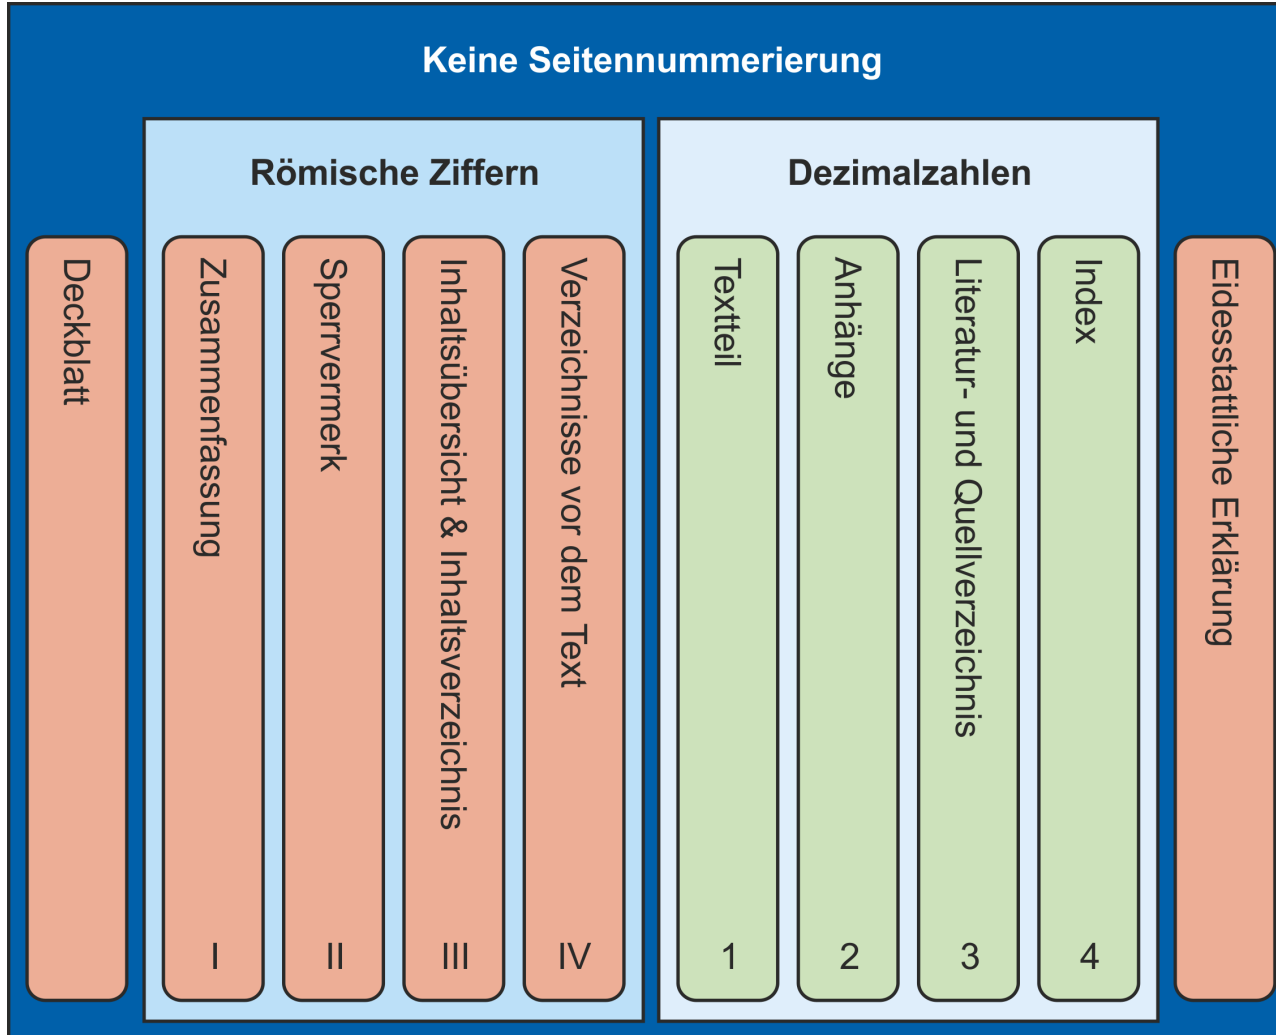 Keine Seitennummerierung
Römische Ziffern
Dezimalzahlen
Deckblatt
Zusammenfassung
I
Sperrvermerk
II
Inhaltsübersicht & Inhaltsverzeichnis
III
Verzeichnisse vor dem Text
IV
Textteil
1
Anhänge
2
Literatur- und Quellverzeichnis
3
Index
4
Eidesstattliche Erklärung